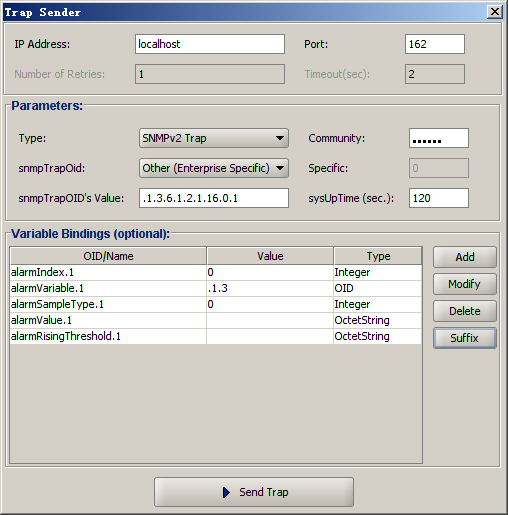 Trap Sender
IP Address: localhost Port: 162
Number of Retries: 1 Timeout(sec): 2
Parameters:
Type: SNMPv2 Trap Community: ••••••
snmpTrapOid: Other (Enterprise Specific) Specific: 0
snmpTrapOID's Value: .1.3.6.1.2.1.16.0.1 sysUpTime (sec.): 120
Variable Bindings (optional):
OID/Name Value Type
alarmIndex.1 0 Integer
alarmVariable.1 .1.3 OID
alarmSampleType.1 0 Integer
alarmValue.1 OctetString
alarmRisingThreshold.1 OctetString
Add
Modify
Delete
Suffix
Send Trap